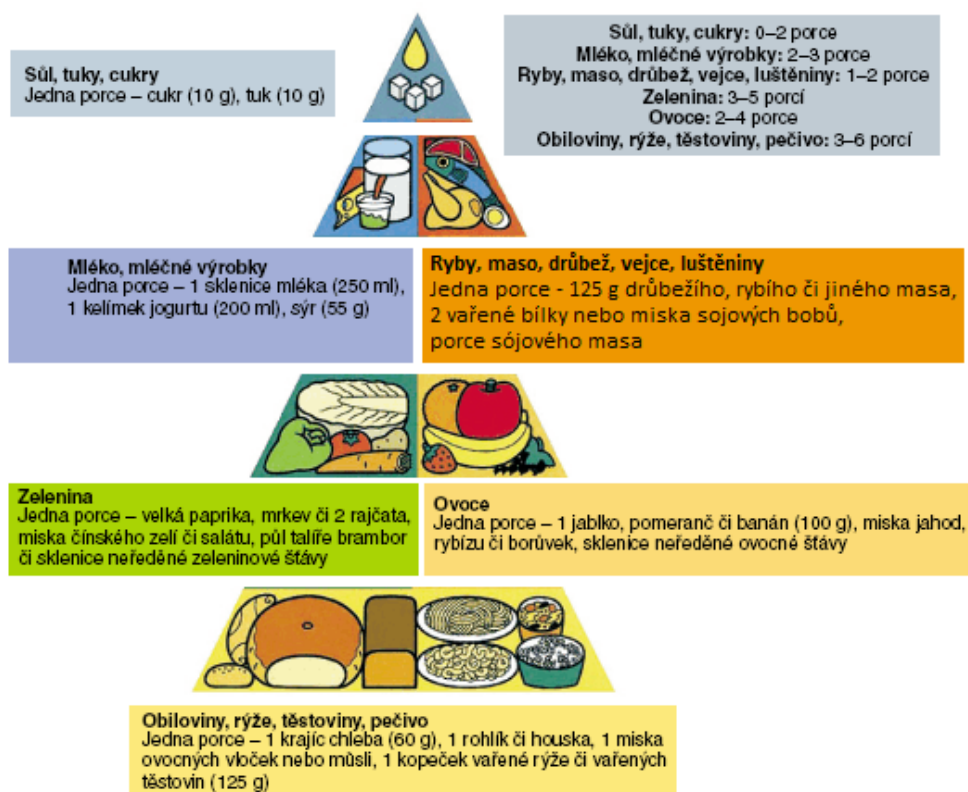 Sůl, tuky, cukry
Jedna porce – cukr (10 g), tuk (10 g)
Sůl, tuky, cukry: 0–2 porce
Mléko, mléčné výrobky: 2–3 porce
Ryby, maso, drůbež, vejce, luštěniny: 1–2 porce
Zelenina: 3–5 porcí
Ovoce: 2–4 porce
Obiloviny, rýže, těstoviny, pečivo: 3–6 porcí
Mléko, mléčné výrobky
Jedna porce – 1 sklenice mléka (250 ml),
1 kelímek jogurtu (200 ml), sýr (55 g)
Ryby, maso, drůbež, vejce, luštěniny
Jedna porce - 125 g drůbežího, rybího či jiného masa,
2 vařené bílky nebo miska sojových bobů,
porce sójového masa
Zelenina
Jedna porce – velká paprika, mrkev či 2 rajčata,
miska čínského zelí či salátu, půl talíře brambor
či sklenice neředěné zeleninové šťávy
Ovoce
Jedna porce – 1 jablko, pomeranč či banán (100 g), miska jahod,
rybízu či borůvek, sklenice neředěné ovocné šťávy
Obiloviny, rýže, těstoviny, pečivo
Jedna porce – 1 krajíc chleba (60 g), 1 rohlík či houska, 1 miska
ovocných vloček nebo műsli, 1 kopeček vařené rýže či vařených
těstovin (125 g)